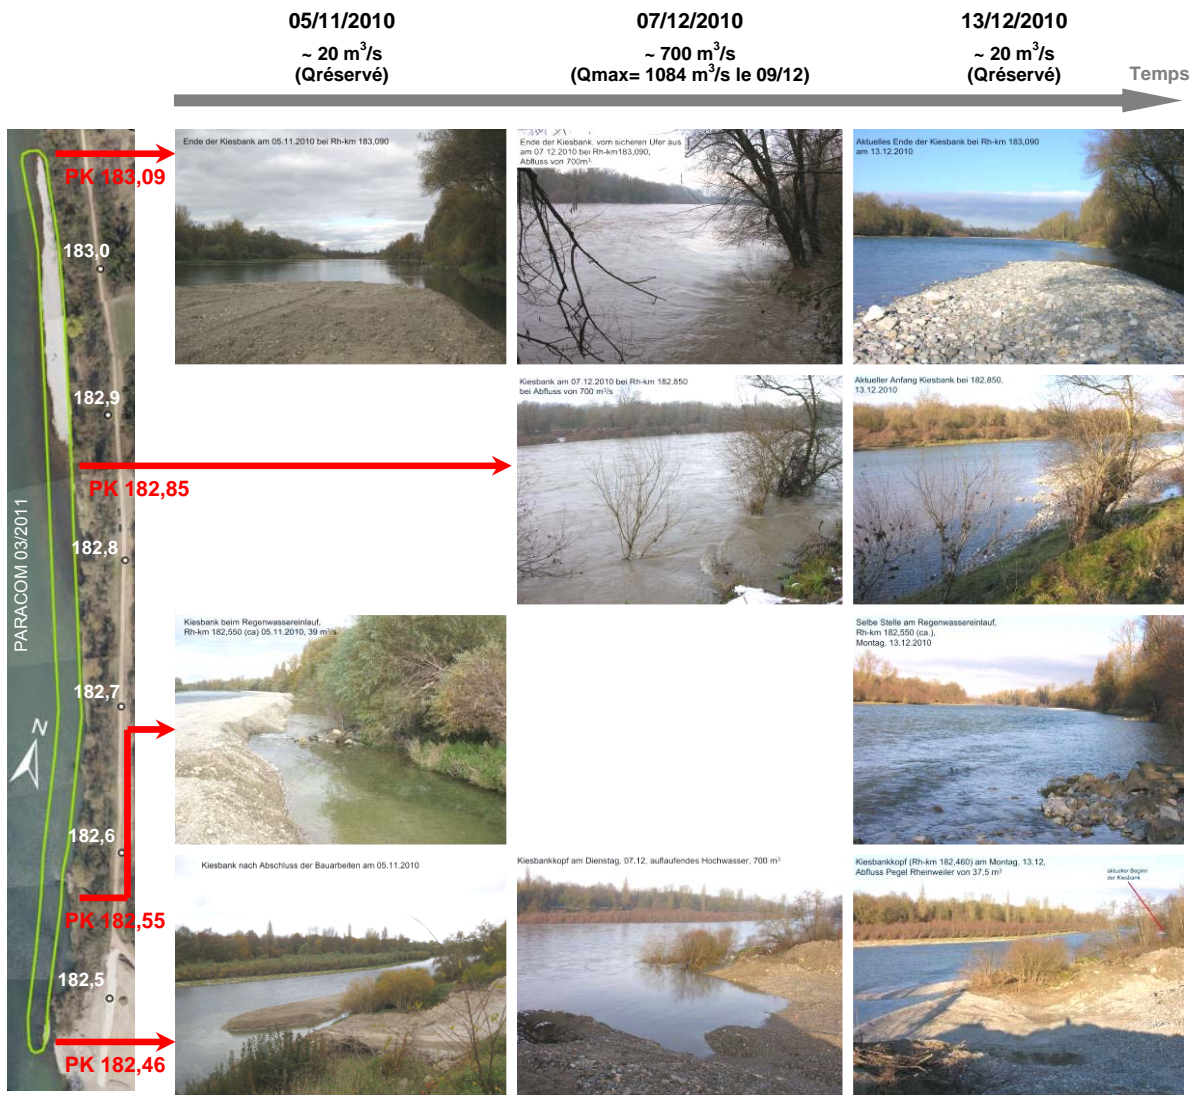 05/11/2010
~ 20 m³/s
(Qréservé)
07/12/2010
~ 700 m³/s
(Qmax= 1084 m³/s le 09/12)
13/12/2010
~ 20 m³/s
(Qréservé)
Temps
PK 183,09
183,0
182,9
PK 182,85
182,8
182,7
182,6
PK 182,55
182,5
PK 182,46
PARACOM 03/2011
N
Ende der Kiesbank am 05.11.2010 bei Rh-km 183,090
Ende der Kiesbank, vom sicheren Ufer aus
am 07.12.2010 bei Rh-km183,090,
Abfluss von 700m³.
Aktuelles Ende der Kiesbank bei Rh-km 183,090
am 13.12.2010
Kiesbank am 07.12.2010 bei Rh-km 182.850
bei Abfluss von 700 m³/s
Aktueller Anfang Kiesbank bei 182,850,
13.12.2010
Kiesbank beim Regenwassereinlauf,
Rh-km 182,550 (ca) 05.11.2010, 39 m³/s
Selbe Stelle am Regenwassereinlauf,
Rh-km 182,550 (ca.),
Montag, 13.12.2010
Kiesbank nach Abschluss der Bauarbeiten am 05.11.2010
Kiesbankkopf am Dienstag, 07.12, auflaufendes Hochwasser, 700 m³
Kiesbankkopf (Rh-km 182,460) am Montag, 13.12,
Abfluss Pegel Rheinweiler von 37,5 m³
aktueller Beginn
der Kiesbank